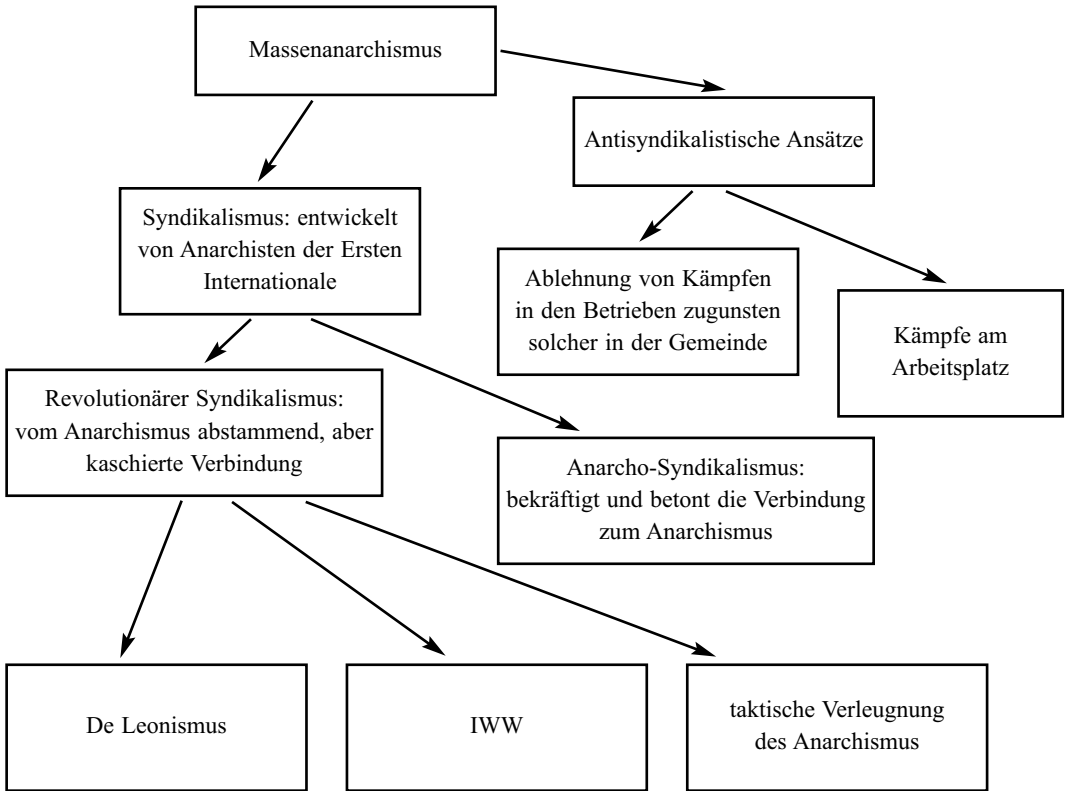 Massenanarchismus
Antisyndikalistische Ansätze
Syndikalismus: entwickelt
von Anarchisten der Ersten
Internationale
Ablehnung von Kämpfen
in den Betrieben zugunsten
solcher in der Gemeinde
Kämpfe am
Arbeitsplatz
Revolutionärer Syndikalismus:
vom Anarchismus abstammend, aber
kaschierte Verbindung
Anarcho-Syndikalismus:
bekräftigt und betont die Verbindung
zum Anarchismus
De Leonismus
IWW
taktische Verleugnung
des Anarchismus